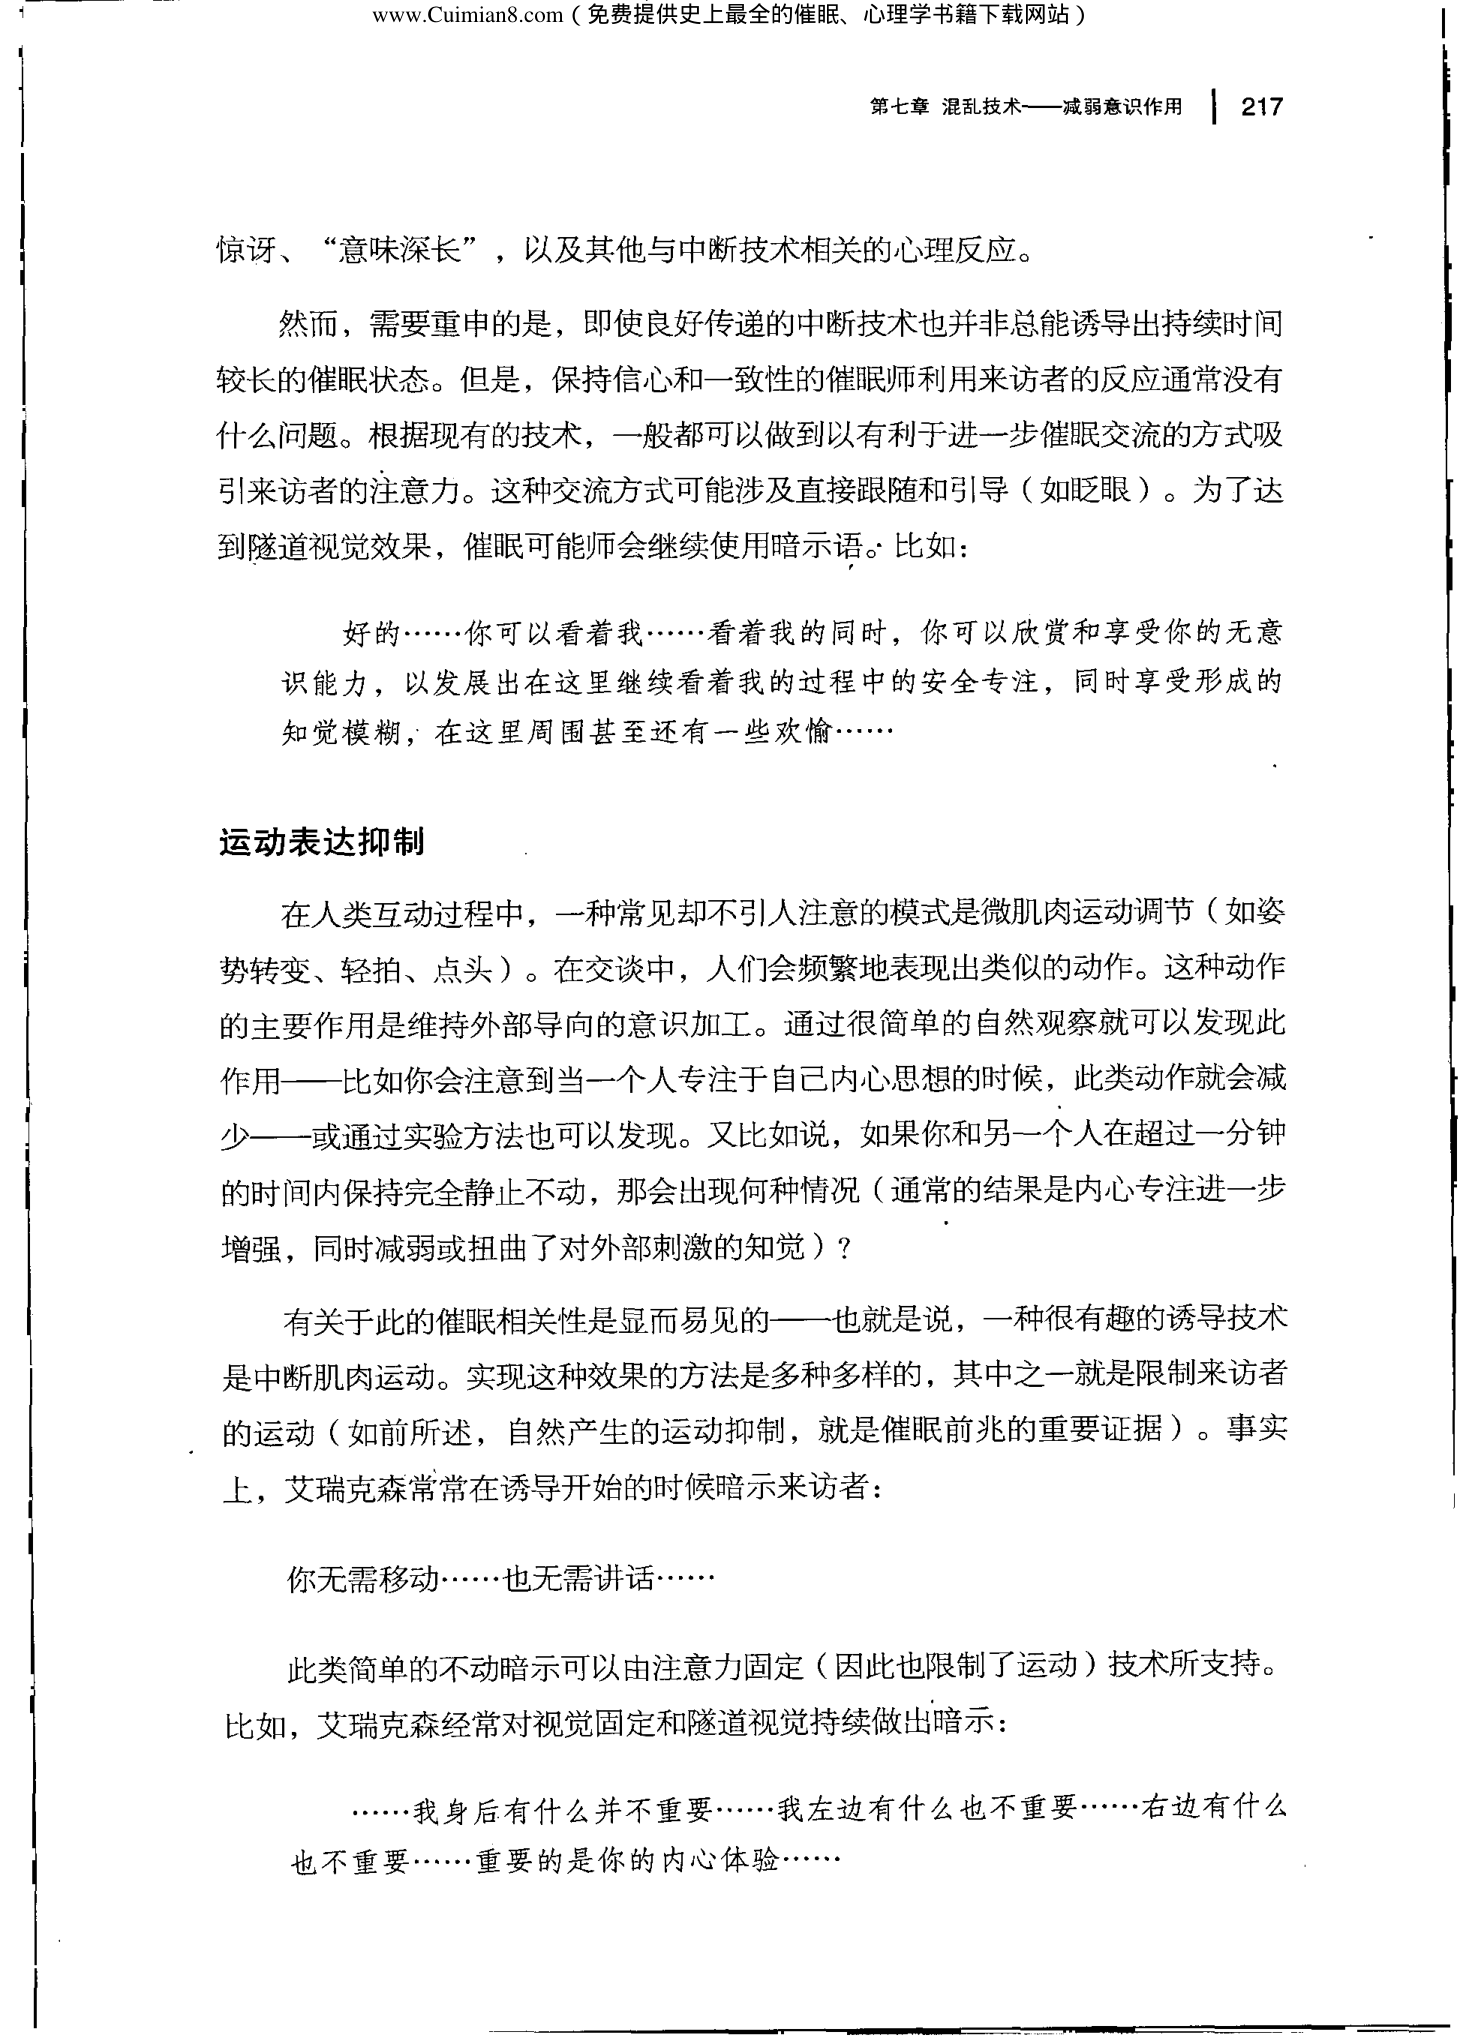 www.Cuimian8.com（免费提供史上最全的催眠、心理学书籍下载网站）
第七章 混乱技术——减弱意识作用 217
惊讶、“意味深长”，以及其他与中断技术相关的心理反应。
然而，需要重申的是，即使良好传递的中断技术也并非总能诱导出持续时间
较长的催眠状态。但是，保持信心和一致性的催眠师利用来访者的反应通常没有
什么问题。根据现有的技术，一般都可以做到以有利于进一步催眠交流的方式吸
引来访者的注意力。这种交流方式可能涉及直接跟随和引导（如眨眼）。为了达
到隧道视觉效果，催眠可能师会继续使用暗示语。比如：
好的……你可以看着我……看着我的同时，你可以欣赏和享受你的无意
识能力，以发展出在这里继续看着我的过程中的安全专注，同时享受形成的
知觉模糊，在这里周围甚至还有一些欢愉……
运动表达抑制
在人类互动过程中，一种常见却不引人注意的模式是微肌肉运动调节（如姿
势转变、轻拍、点头）。在交谈中，人们会频繁地表现出类似的动作。这种动作
的主要作用是维持外部导向的意识加工。通过很简单的自然观察就可以发现此
作用——比如你会注意到当一个人专注于自己内心思想的时候，此类动作就会减
少——或通过实验方法也可以发现。又比如说，如果你和另一个人在超过一分钟
的时间内保持完全静止不动，那会出现何种情况（通常的结果是内心专注进一步
增强，同时减弱或扭曲了对外部刺激的知觉）？
有关于此的催眠相关性是显而易见的——也就是说，一种很有趣的诱导技术
是中断肌肉运动。实现这种效果的方法是多种多样的，其中之一就是限制来访者
的运动（如前所述，自然产生的运动抑制，就是催眠前兆的重要证据）。事实
上，艾瑞克森常常在诱导开始的时候暗示来访者：
你无需移动……也无需讲话……
此类简单的不动暗示可以由注意力固定（因此也限制了运动）技术所支持。
比如，艾瑞克森经常对视觉固定和隧道视觉持续做出暗示：
……我身后有什么并不重要……我左边有什么也不重要……右边有什么
也不重要……重要的是你的内心体验……